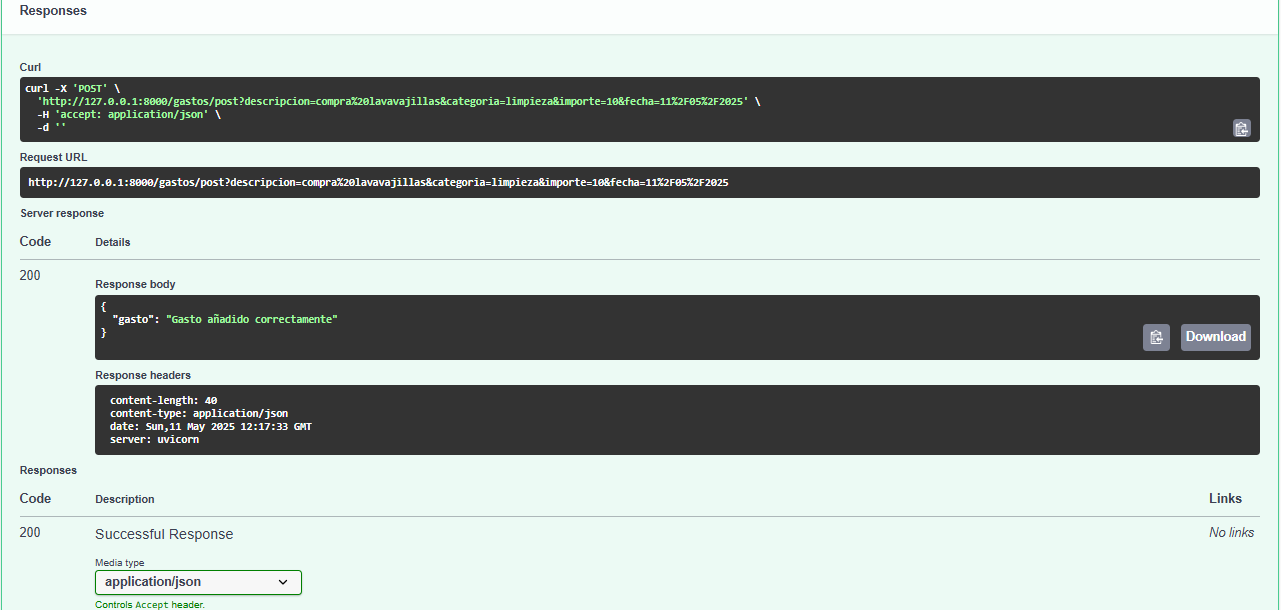 Responses
Curl
curl -X 'POST' \
  'http://127.0.0.1:8000/gastos/post?descripcion=compra%20lavavajillas&categoria=limpieza&importe=10&fecha=11%2F05%2F2025' \
  -H 'accept: application/json' \
  -d ''
Request URL
http://127.0.0.1:8000/gastos/post?descripcion=compra%20lavavajillas&categoria=limpieza&importe=10&fecha=11%2F05%2F2025
Server response
Code Details
200
Response body
{
  "gasto": "Gasto añadido correctamente"
}
Download
Response headers
content-length: 40
content-type: application/json
date: Sun,11 May 2025 12:17:33 GMT
server: uvicorn
Responses
Code Description Links
200 Successful Response No links
Media type
application/json
Controls Accept header.